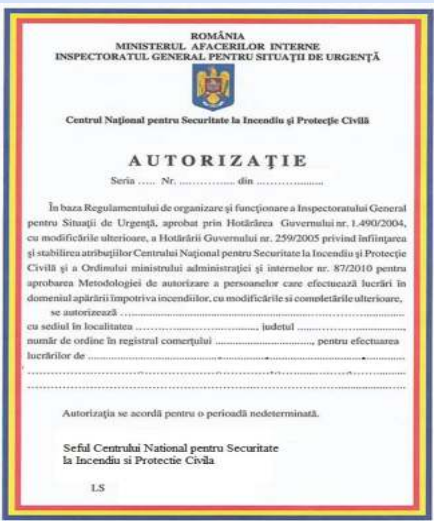 ROMÂNIA
MINISTERUL AFACERILOR INTERNE
INSPECTORATUL GENERAL PENTRU SITUAŢII DE URGENŢĂ
Centrul Naţional pentru Securitate la Incendiu şi Protecţie Civilă
AUTORIZAŢIE
Seria ..... Nr. .............. din ....................
În baza Regulamentului de organizare şi funcţionare a Inspectoratului General
pentru Situaţii de Urgenţă, aprobat prin Hotărârea Guvernului nr. 1.490/2004,
cu modificările ulterioare, a Hotărârii Guvernului nr. 259/2005 privind înfiinţarea
şi stabilirea atribuţiilor Centrului Naţional pentru Securitate la Incendiu şi Protecţie
Civilă şi a Ordinului ministrului administraţiei şi internelor nr. 87/2010 pentru
aprobarea Metodologiei de autorizare a persoanelor care efectuează lucrări în
domeniul apărării împotriva incendiilor, cu modificările si completările ulterioare,
se autorizează ..............................................................................
cu sediul în localitatea .................................. judeţul ..............................,
număr de ordine în registrul comerţului ..........................., pentru efectuarea
lucrărilor de ......................................................................................
........................................................................................................
........................................................................................................
Autorizaţia se acordă pentru o perioadă nedeterminată.
Seful Centrului National pentru Securitate
la Incendiu si Protectie Civila
LS